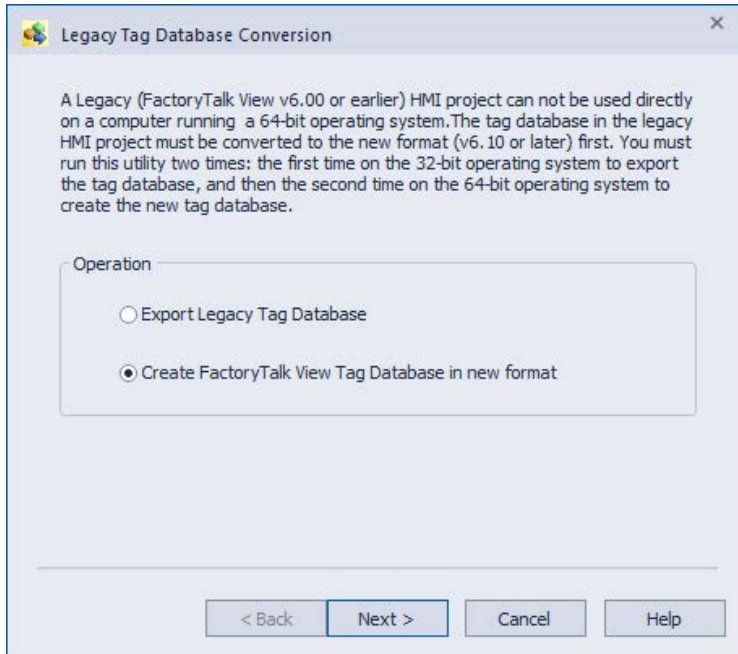 Legacy Tag Database Conversion
A Legacy (FactoryTalk View v6.00 or earlier) HMI project can not be used directly
on a computer running  a 64-bit operating system.The tag database in the legacy
HMI project must be converted to the new format (v6.10 or later) first. You must
run this utility two times: the first time on the 32-bit operating system to export
the tag database, and then the second time on the 64-bit operating system to
create the new tag database.
Operation
Export Legacy Tag Database
Create FactoryTalk View Tag Database in new format
< Back
Next >
Cancel
Help